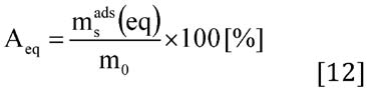 A_eq = m_s^ads(eq) / m_0 × 100 [%]
[12]